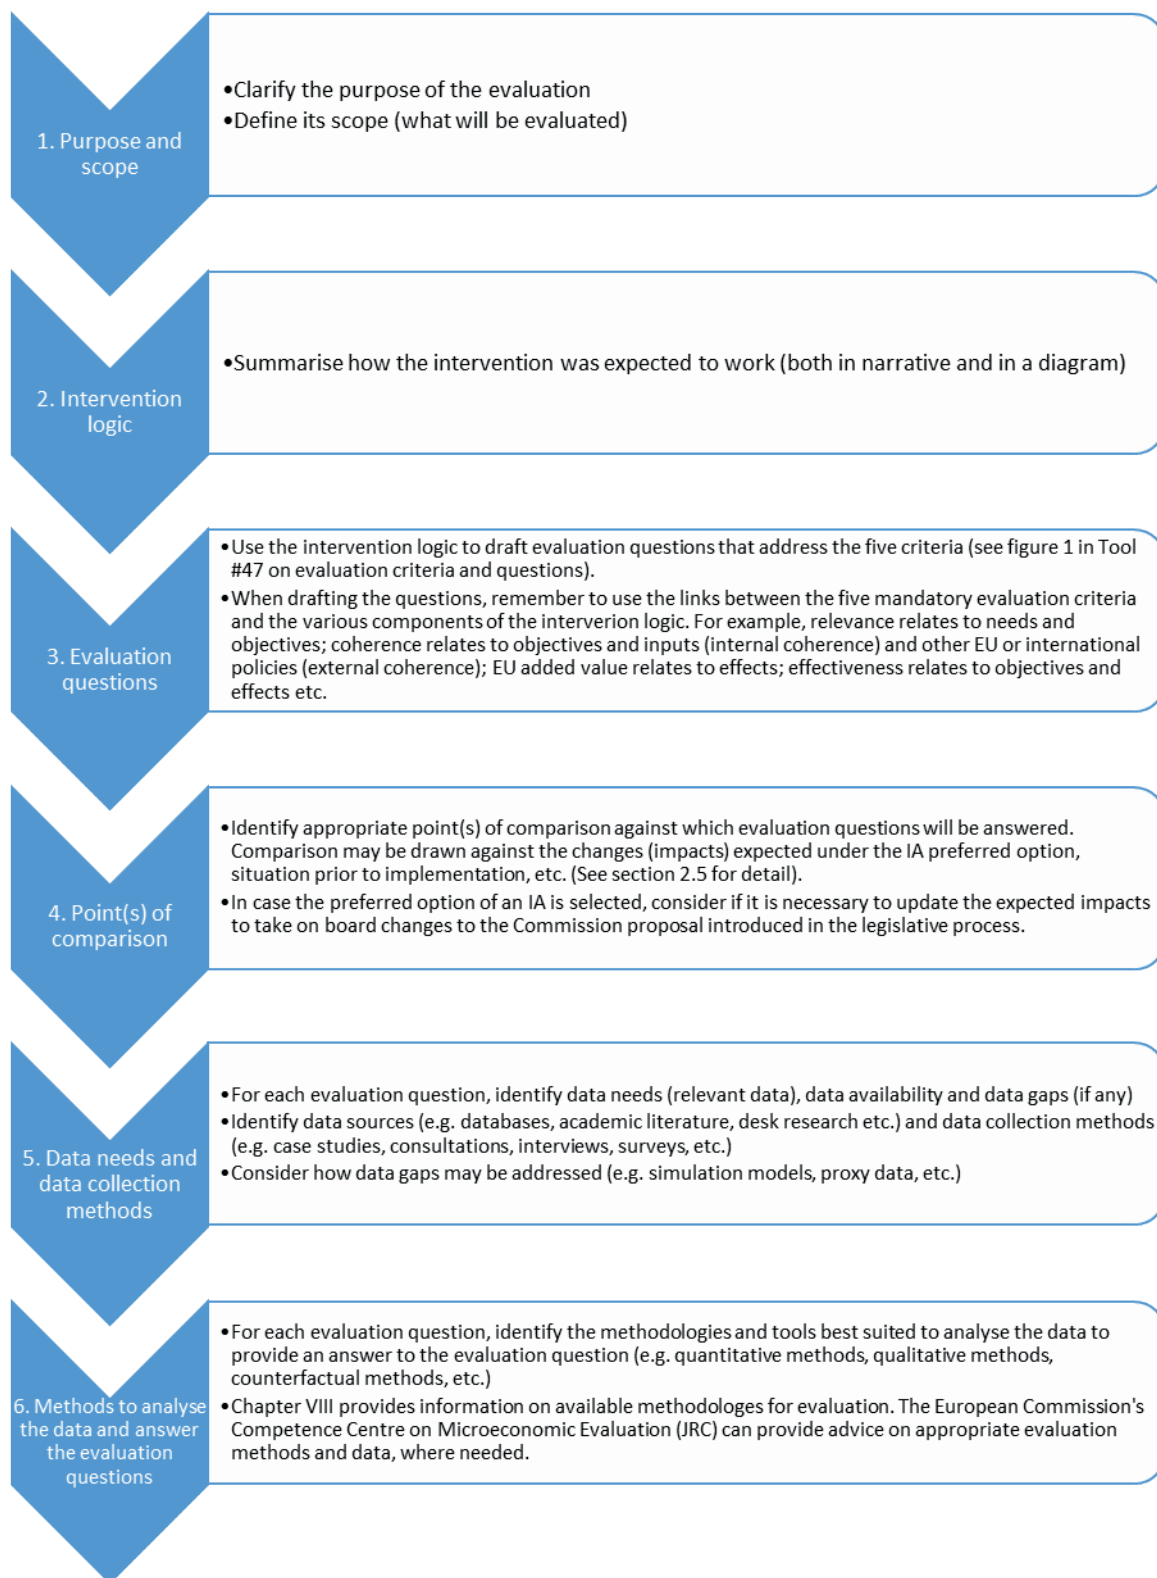 1. Purpose and
scope
•Clarify the purpose of the evaluation
•Define its scope (what will be evaluated)
2. Intervention
logic
•Summarise how the intervention was expected to work (both in narrative and in a diagram)
3. Evaluation
questions
•Use the intervention logic to draft evaluation questions that address the five criteria (see figure 1 in Tool
#47 on evaluation criteria and questions).
•When drafting the questions, remember to use the links between the five mandatory evaluation criteria
and the various components of the interverion logic. For example, relevance relates to needs and
objectives; coherence relates to objectives and inputs (internal coherence) and other EU or international
policies (external coherence); EU added value relates to effects; effectiveness relates to objectives and
effects etc.
4. Point(s) of
comparison
•Identify appropriate point(s) of comparison against which evaluation questions will be answered.
Comparison may be drawn against the changes (impacts) expected under the IA preferred option,
situation prior to implementation, etc. (See section 2.5 for detail).
•In case the preferred option of an IA is selected, consider if it is necessary to update the expected impacts
to take on board changes to the Commission proposal introduced in the legislative process.
5. Data needs and
data collection
methods
•For each evaluation question, identify data needs (relevant data), data availability and data gaps (if any)
•Identify data sources (e.g. databases, academic literature, desk research etc.) and data collection methods
(e.g. case studies, consultations, interviews, surveys, etc.)
•Consider how data gaps may be addressed (e.g. simulation models, proxy data, etc.)
6. Methods to analyse
the data and answer
the evaluation
questions
•For each evaluation question, identify the methodologies and tools best suited to analyse the data to
provide an answer to the evaluation question (e.g. quantitative methods, qualitative methods,
counterfactual methods, etc.)
•Chapter VIII provides information on available methodologes for evaluation. The European Commission's
Competence Centre on Microeconomic Evaluation (JRC) can provide advice on appropriate evaluation
methods and data, where needed.